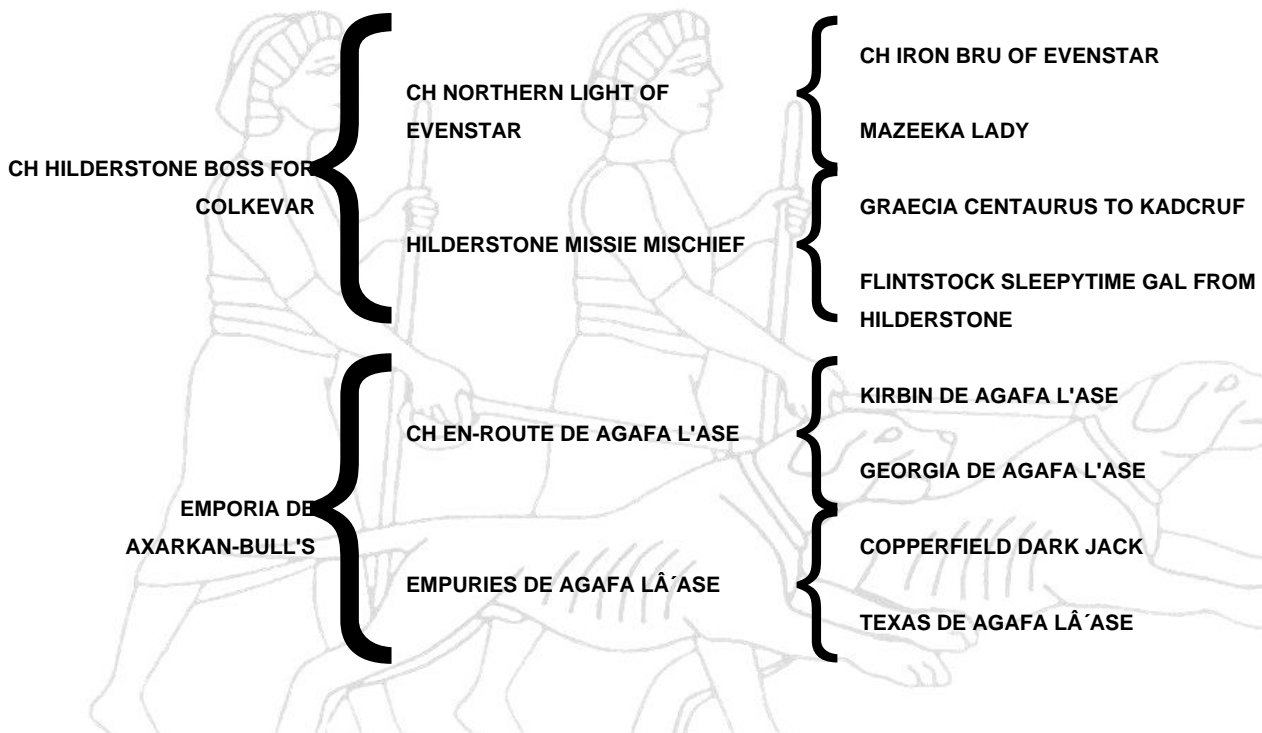 CH HILDERSTONE BOSS FOR
COLKEVAR
CH NORTHERN LIGHT OF
EVENSTAR
CH IRON BRU OF EVENSTAR
MAZEEKA LADY
HILDERSTONE MISSIE MISCHIEF
GRAECIA CENTAURUS TO KADCRUF
FLINTSTOCK SLEEPYTIME GAL FROM
HILDERSTONE
EMPORIA DE
AXARKAN-BULL'S
CH EN-ROUTE DE AGAFA L'ASE
KIRBIN DE AGAFA L'ASE
GEORGIA DE AGAFA L'ASE
EMPURIES DE AGAFA LÂ´ASE
COPPERFIELD DARK JACK
TEXAS DE AGAFA LÂ´ASE